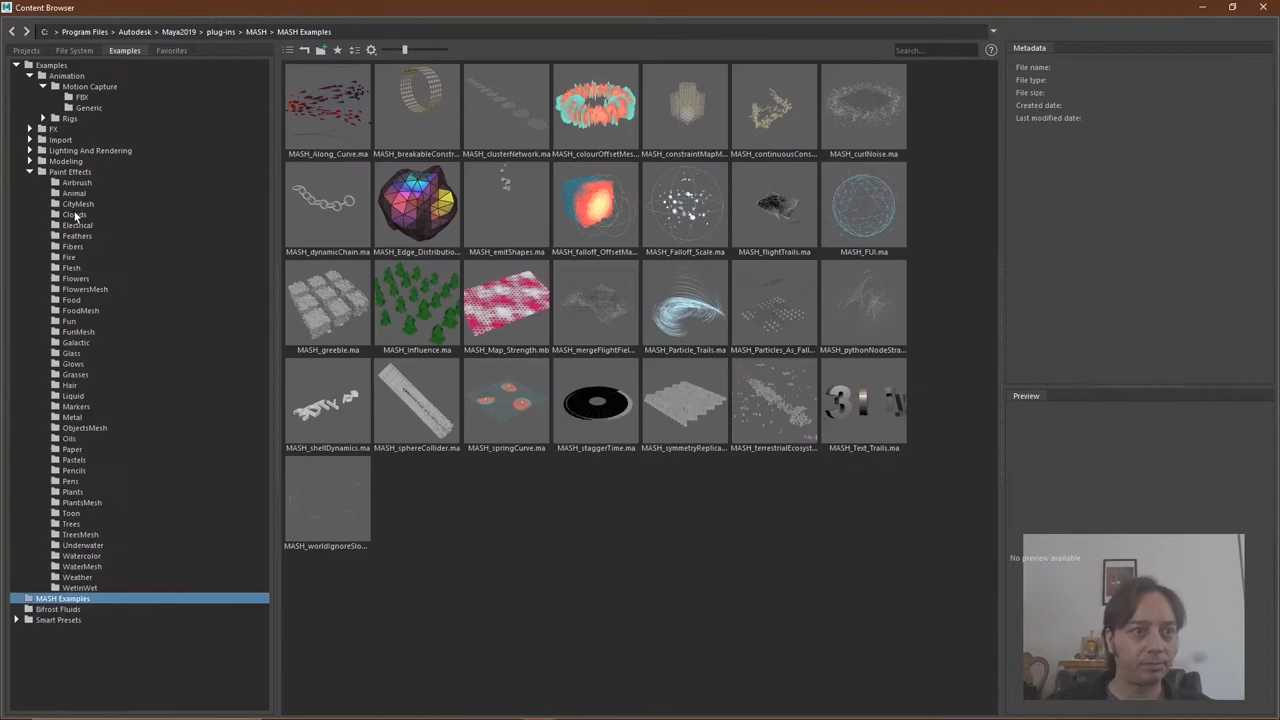 Content Browser
C: > Program Files > Autodesk > Maya2019 > plug-ins > MASH > MASH Examples
Projects File System Examples Favorites
Search...
Examples
Animation
Motion Capture
FBX
Generic
Rigs
FX
Import
Lighting And Rendering
Modeling
Paint Effects
Airbrush
Animal
CityMesh
Clouds
Electrical
Feathers
Fibers
Fire
Flesh
Flowers
FlowersMesh
Food
FoodMesh
Fun
FunMesh
Galactic
Glass
Glows
Grasses
Hair
Liquid
Markers
Metal
ObjectsMesh
Oils
Paper
Pastels
Pencils
Pens
Plants
PlantsMesh
Toon
Trees
TreesMesh
Underwater
Watercolor
WaterMesh
Weather
WetInWet
MASH Examples
Bifrost Fluids
Smart Presets
MASH_Along_Curve.ma MASH_breakableConstr... MASH_clusterNetwork.ma MASH_colourOffsetMes... MASH_constraintMapM... MASH_continuousCons... MASH_curlNoise.ma
MASH_dynamicChain.ma MASH_Edge_Distributio... MASH_emitShapes.ma MASH_falloff_OffsetMa... MASH_Falloff_Scale.ma MASH_flightTrails.ma MASH_FUI.ma
MASH_greeble.ma MASH_Influence.ma MASH_Map_Strength.mb MASH_mergeFlightFiel... MASH_Particle_Trails.ma MASH_Particles_As_Fall... MASH_pythonNodeStra...
MASH_shellDynamics.ma MASH_sphereCollider.ma MASH_springCurve.ma MASH_staggerTime.ma MASH_symmetryReplica... MASH_terrestrialEcosyst... MASH_Text_Trails.ma
MASH_worldignoreSlo...
Metadata
File name:
File type:
File size:
Created date:
Last modified date:
Preview
No preview available